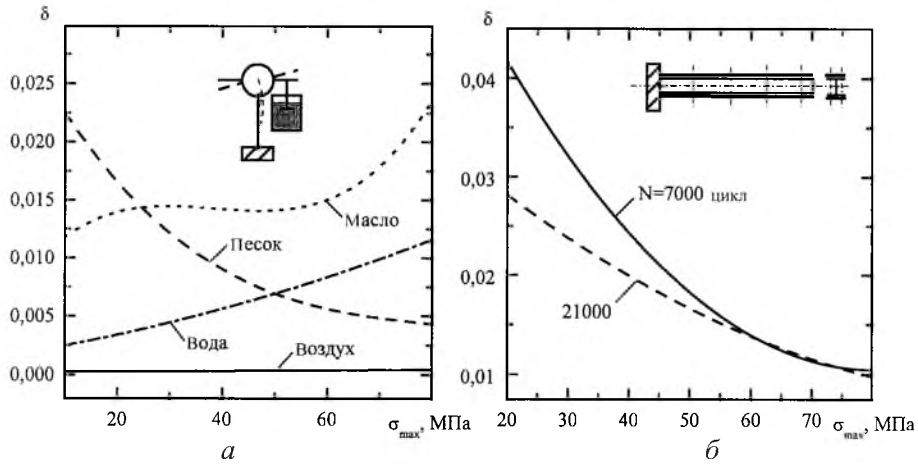 δ
0,025
0,020
0,015
0,010
0,005
0,000
Масло
Песок
Вода
Воздух
20
40
60
σmax, МПа
а
δ
0,04
0,03
0,02
0,01
N=7000 цикл
21000
20
30
40
50
60
70
σmax, МПа
б